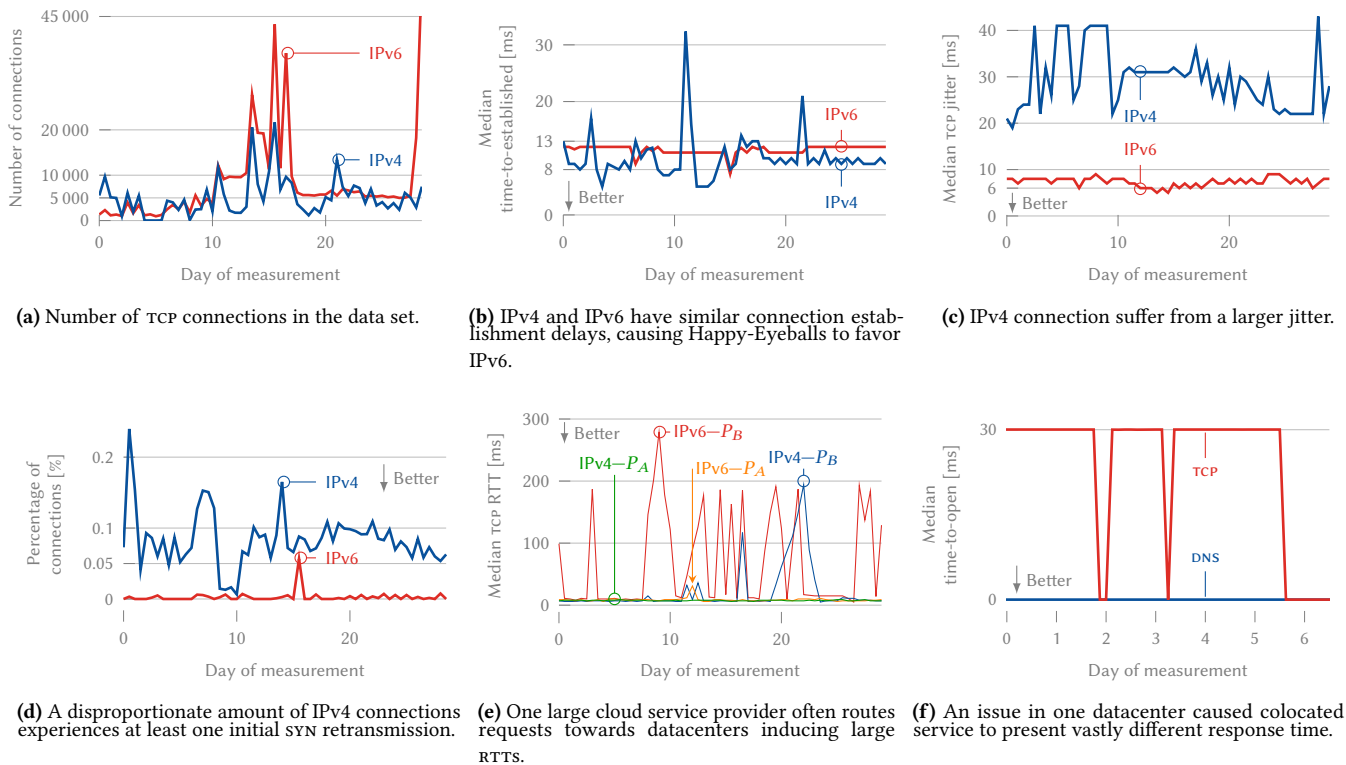 Number of connections
45 000
20 000
10 000
5 000
0
IPv6
IPv4
0
10
20
Day of measurement
(a) Number of TCP connections in the data set.
Median
time-to-established [ms]
30
20
13
8
0
IPv6
IPv4
Better
0
10
20
Day of measurement
(b) IPv4 and IPv6 have similar connection estab-
lishment delays, causing Happy-Eyeballs to favor
IPv6.
Median TCP jitter [ms]
40
30
20
10
6
0
IPv4
IPv6
Better
0
10
20
Day of measurement
(c) IPv4 connection suffer from a larger jitter.
Percentage of
connections [%]
0.2
0.1
0.05
0
IPv4
Better
IPv6
0
10
20
Day of measurement
(d) A disproportionate amount of IPv4 connections
experiences at least one initial SYN retransmission.
Median TCP RTT [ms]
300
200
100
0
Better
IPv6–PB
IPv4–PA
IPv6–PA
IPv4–PB
0
10
20
Day of measurement
(e) One large cloud service provider often routes
requests towards datacenters inducing large
RTTs.
Median
time-to-open [ms]
30
0
TCP
DNS
Better
0
1
2
3
4
5
6
Day of measurement
(f) An issue in one datacenter caused colocated
service to present vastly different response time.